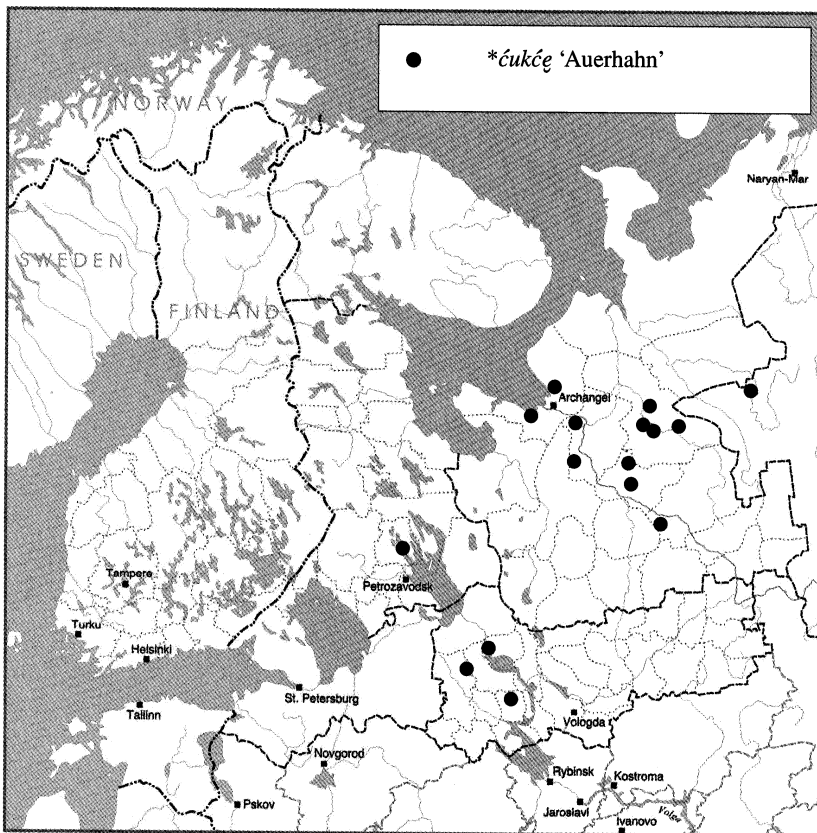 ● *ćukćę ‘Auerhahn’
NORWAY
Naryan-Mar
SWEDEN
FINLAND
Archangel
Petrozavodsk
Tampere
Turku
Helsinki
St. Petersburg
Tallinn
Vologda
Novgorod
Rybinsk
Kostroma
Pskov
Jaroslavl
Volga
Ivanovo